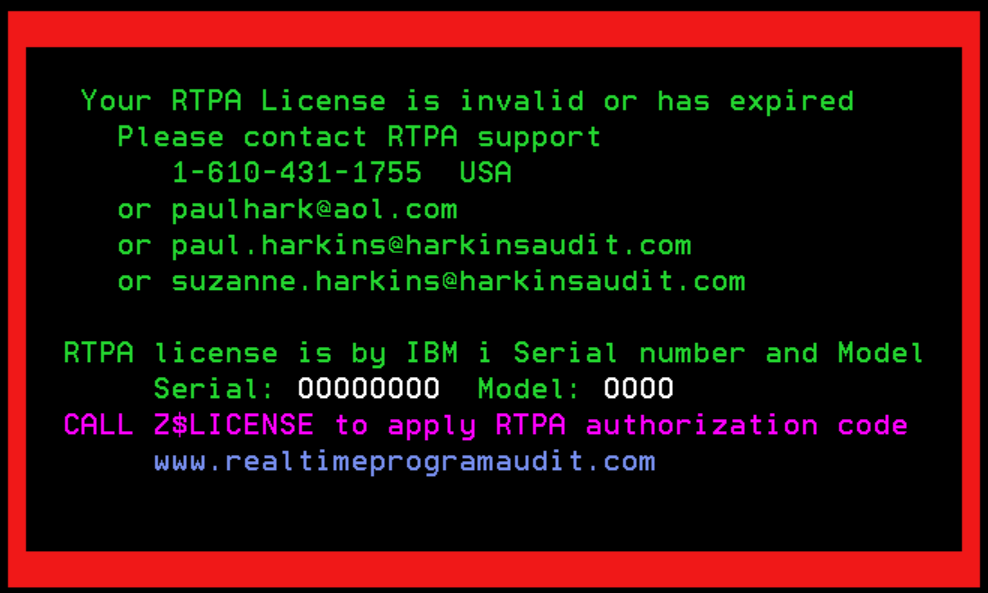 Your RTPA License is invalid or has expired
Please contact RTPA support
1-610-431-1755 USA
or paulhark@aol.com
or paul.harkins@harkinsaudit.com
or suzanne.harkins@harkinsaudit.com
RTPA license is by IBM i Serial number and Model
Serial: OOOOOOOO Model: OOOO
CALL Z$LICENSE to apply RTPA authorization code
www.realtimeprogramaudit.com